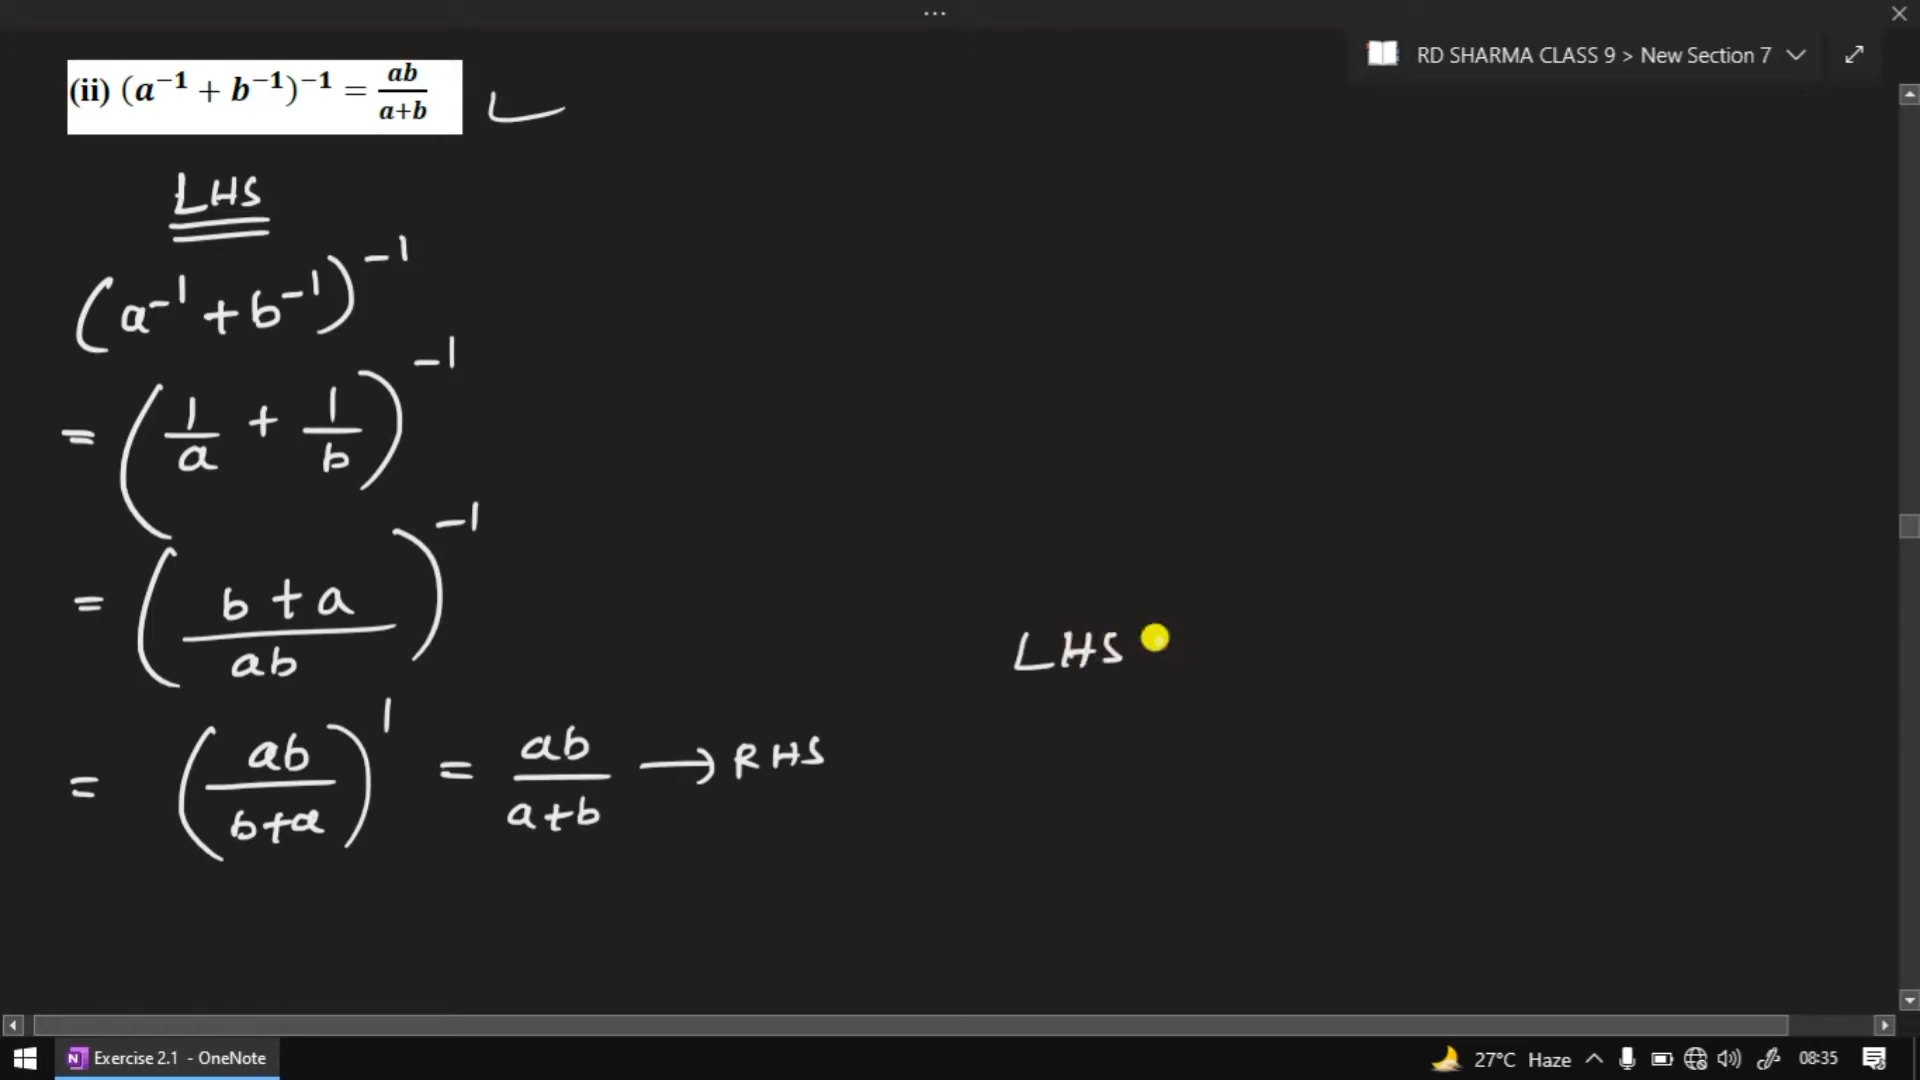 ...
RD SHARMA CLASS 9 > New Section 7
(ii) (a⁻¹ + b⁻¹)⁻¹ = ab/(a+b)
LHS
(a⁻¹ + b⁻¹)⁻¹
= (1/a + 1/b)⁻¹
= ((b + a)/ab)⁻¹
LHS
= (ab/(b+a))¹ = ab/(a+b) → RHS
Exercise 2.1 - OneNote
27°C Haze
08:35